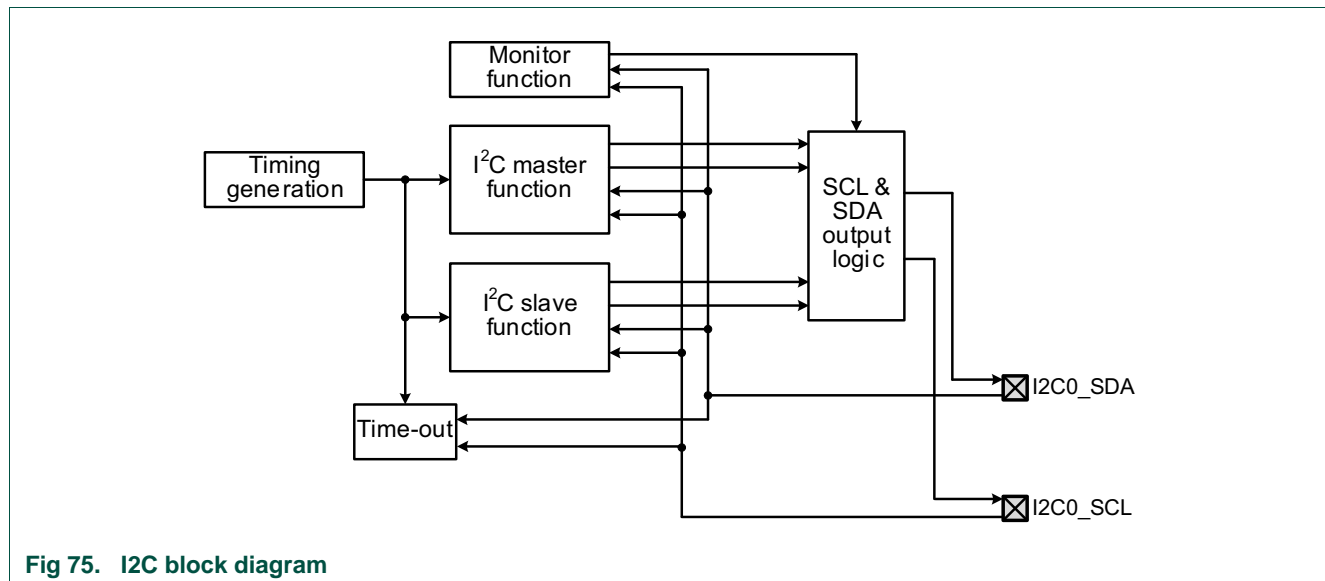 Monitor
function
Timing
generation
I²C master
function
SCL &
SDA
output
logic
I²C slave
function
Time-out
I2C0_SDA
I2C0_SCL
Fig 75. I2C block diagram